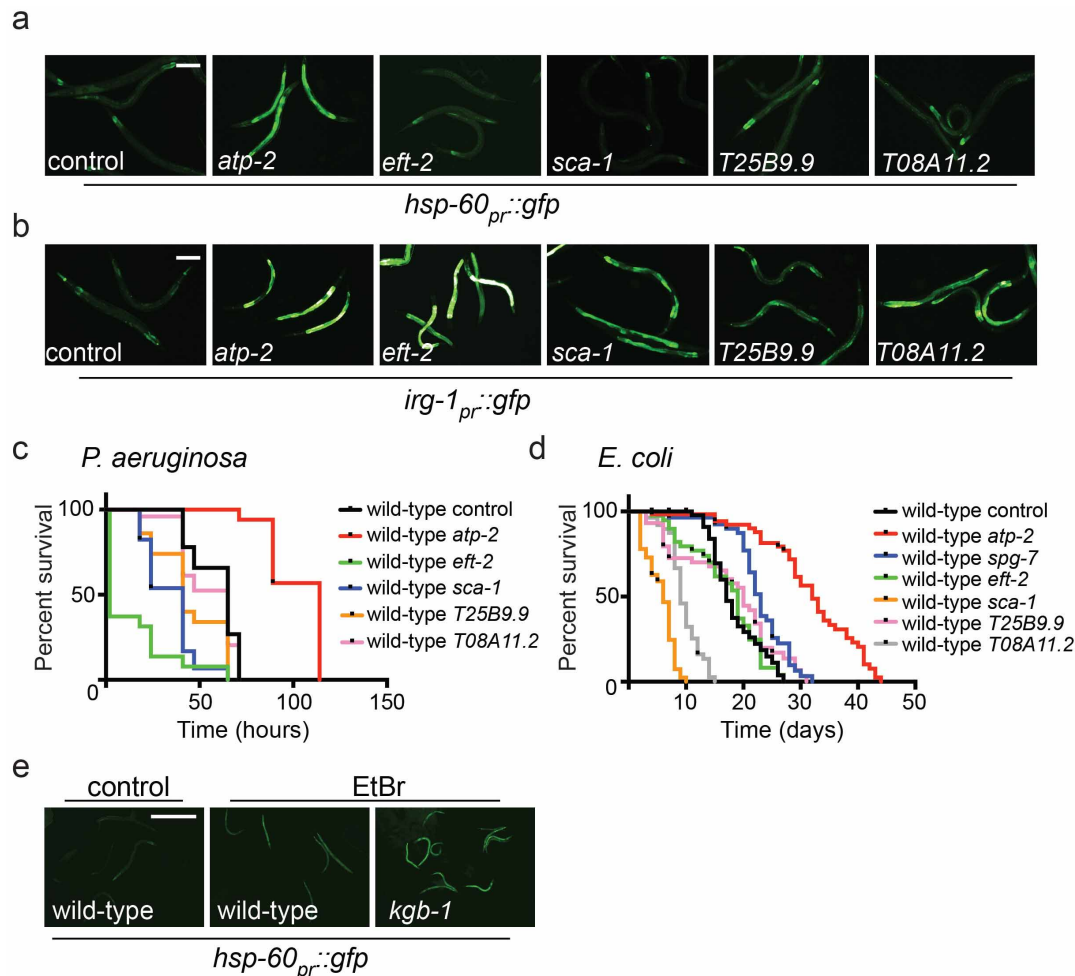 a
control
atp-2
eft-2
sca-1
T25B9.9
T08A11.2
hsp-60pr::gfp
b
control
atp-2
eft-2
sca-1
T25B9.9
T08A11.2
irg-1pr::gfp
c P. aeruginosa
Percent survival
100
50
0
50
100
150
Time (hours)
wild-type control
wild-type atp-2
wild-type eft-2
wild-type sca-1
wild-type T25B9.9
wild-type T08A11.2
d E. coli
Percent survival
100
50
0
10
20
30
40
50
Time (days)
wild-type control
wild-type atp-2
wild-type spg-7
wild-type eft-2
wild-type sca-1
wild-type T25B9.9
wild-type T08A11.2
e
control
EtBr
wild-type
wild-type
kgb-1
hsp-60pr::gfp